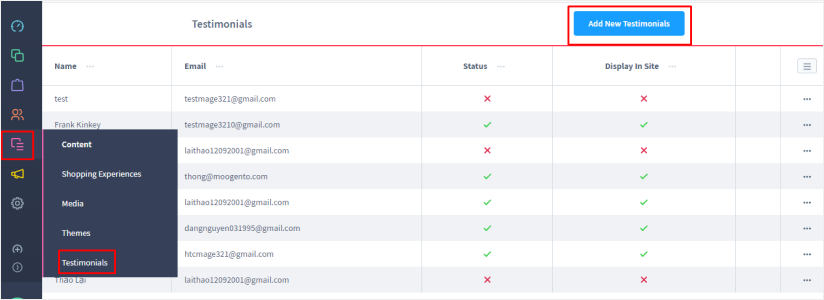 Testimonials
Add New Testimonials
Name Email Status Display In Site
test testmage321@gmail.com
Frank Kinkey testmage3210@gmail.com
Content laithao12092001@gmail.com
Shopping Experiences thong@moogento.com
Media laithao12092001@gmail.com
Themes dangnguyen031995@gmail.com
Testimonials htcmage321@gmail.com
Thao Lai laithao12092001@gmail.com